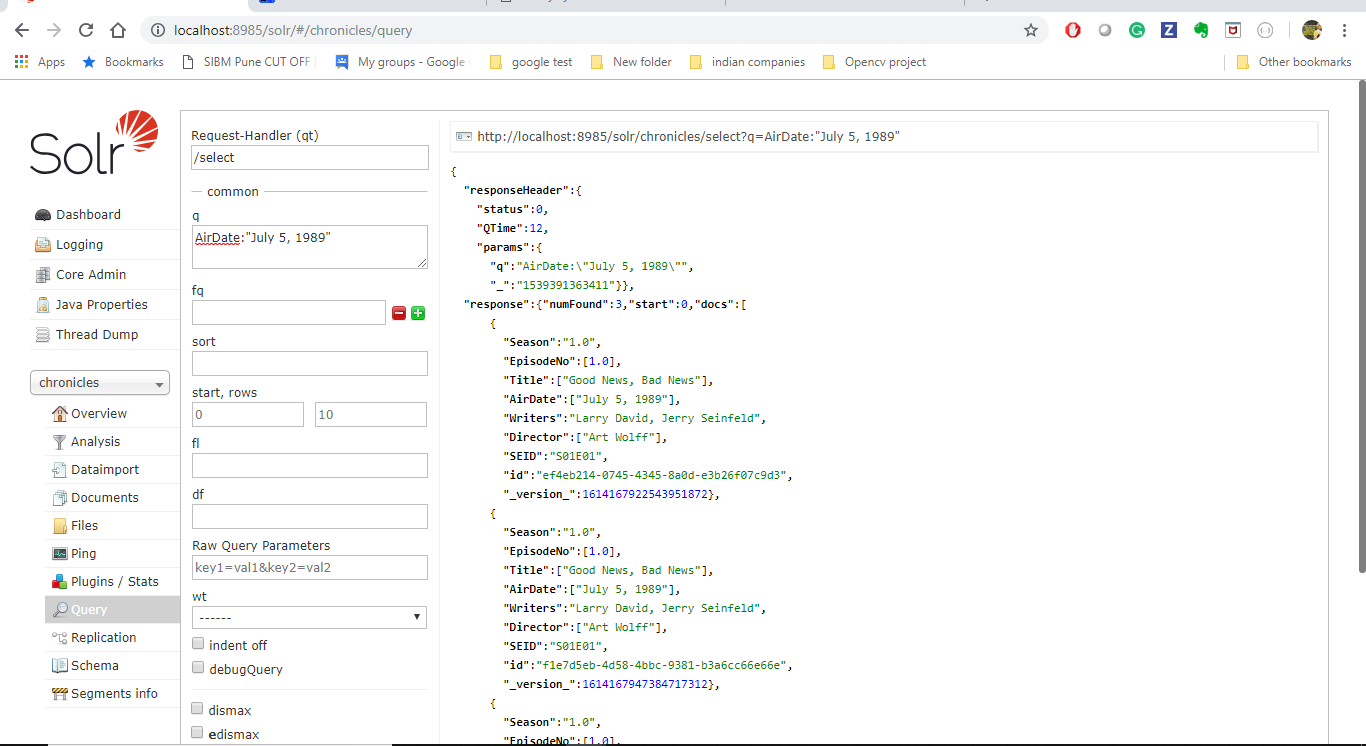 localhost:8985/solr/#/chronicles/query
Apps
Bookmarks
SIBM Pune CUT OFF
My groups - Google
google test
New folder
indian companies
Opencv project
Other bookmarks
Solr
Dashboard
Logging
Core Admin
Java Properties
Thread Dump
chronicles
Overview
Analysis
Dataimport
Documents
Files
Ping
Plugins / Stats
Query
Replication
Schema
Segments info
Request-Handler (qt)
/select
common
q
AirDate:"July 5, 1989"
fq
sort
start, rows
0
10
fl
df
Raw Query Parameters
key1=val1&key2=val2
wt
------
indent off
debugQuery
dismax
edismax
http://localhost:8985/solr/chronicles/select?q=AirDate:"July 5, 1989"
{
"responseHeader":{
"status":0,
"QTime":12,
"params":{
"q":"AirDate:\"July 5, 1989\"",
"_":"1539391363411"}},
"response":{"numFound":3,"start":0,"docs":[
{
"Season":"1.0",
"EpisodeNo":[1.0],
"Title":["Good News, Bad News"],
"AirDate":["July 5, 1989"],
"Writers":"Larry David, Jerry Seinfeld",
"Director":["Art Wolff"],
"SEID":"S01E01",
"id":"ef4eb214-0745-4345-8a0d-e3b26f07c9d3",
"_version_":1614167922543951872},
{
"Season":"1.0",
"EpisodeNo":[1.0],
"Title":["Good News, Bad News"],
"AirDate":["July 5, 1989"],
"Writers":"Larry David, Jerry Seinfeld",
"Director":["Art Wolff"],
"SEID":"S01E01",
"id":"f1e7d5eb-4d58-4bbc-9381-b3a6cc66e66e",
"_version_":1614167947384717312},
{
"Season":"1.0",
"EpisodeNo":[1.0],